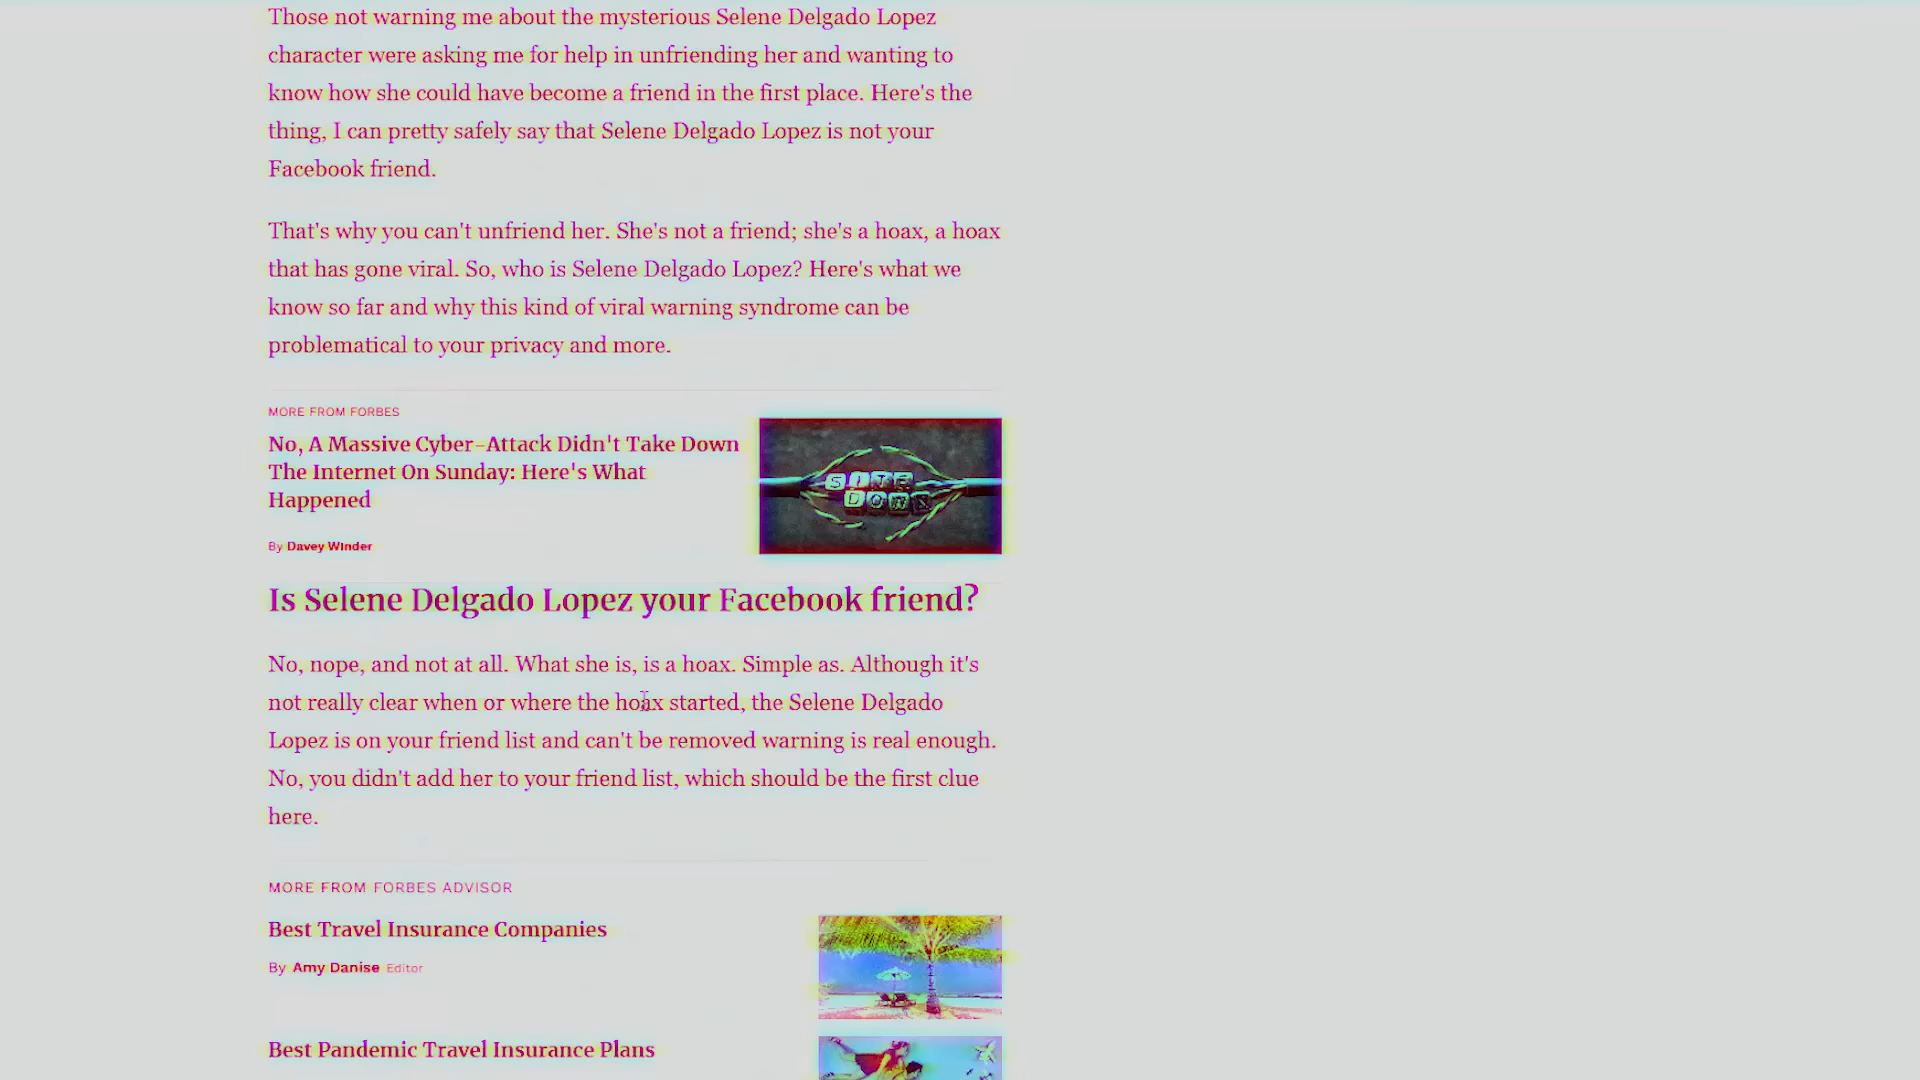 Those not warning me about the mysterious Selene Delgado Lopez
character were asking me for help in unfriending her and wanting to
know how she could have become a friend in the first place. Here's the
thing, I can pretty safely say that Selene Delgado Lopez is not your
Facebook friend.
That's why you can't unfriend her. She's not a friend; she's a hoax, a hoax
that has gone viral. So, who is Selene Delgado Lopez? Here's what we
know so far and why this kind of viral warning syndrome can be
problematical to your privacy and more.
MORE FROM FORBES
No, A Massive Cyber-Attack Didn't Take Down
The Internet On Sunday: Here's What
Happened
By Davey Winder
SITE
DOWN
Is Selene Delgado Lopez your Facebook friend?
No, nope, and not at all. What she is, is a hoax. Simple as. Although it's
not really clear when or where the hoax started, the Selene Delgado
Lopez is on your friend list and can't be removed warning is real enough.
No, you didn't add her to your friend list, which should be the first clue
here.
MORE FROM FORBES ADVISOR
Best Travel Insurance Companies
By Amy Danise Editor
Best Pandemic Travel Insurance Plans